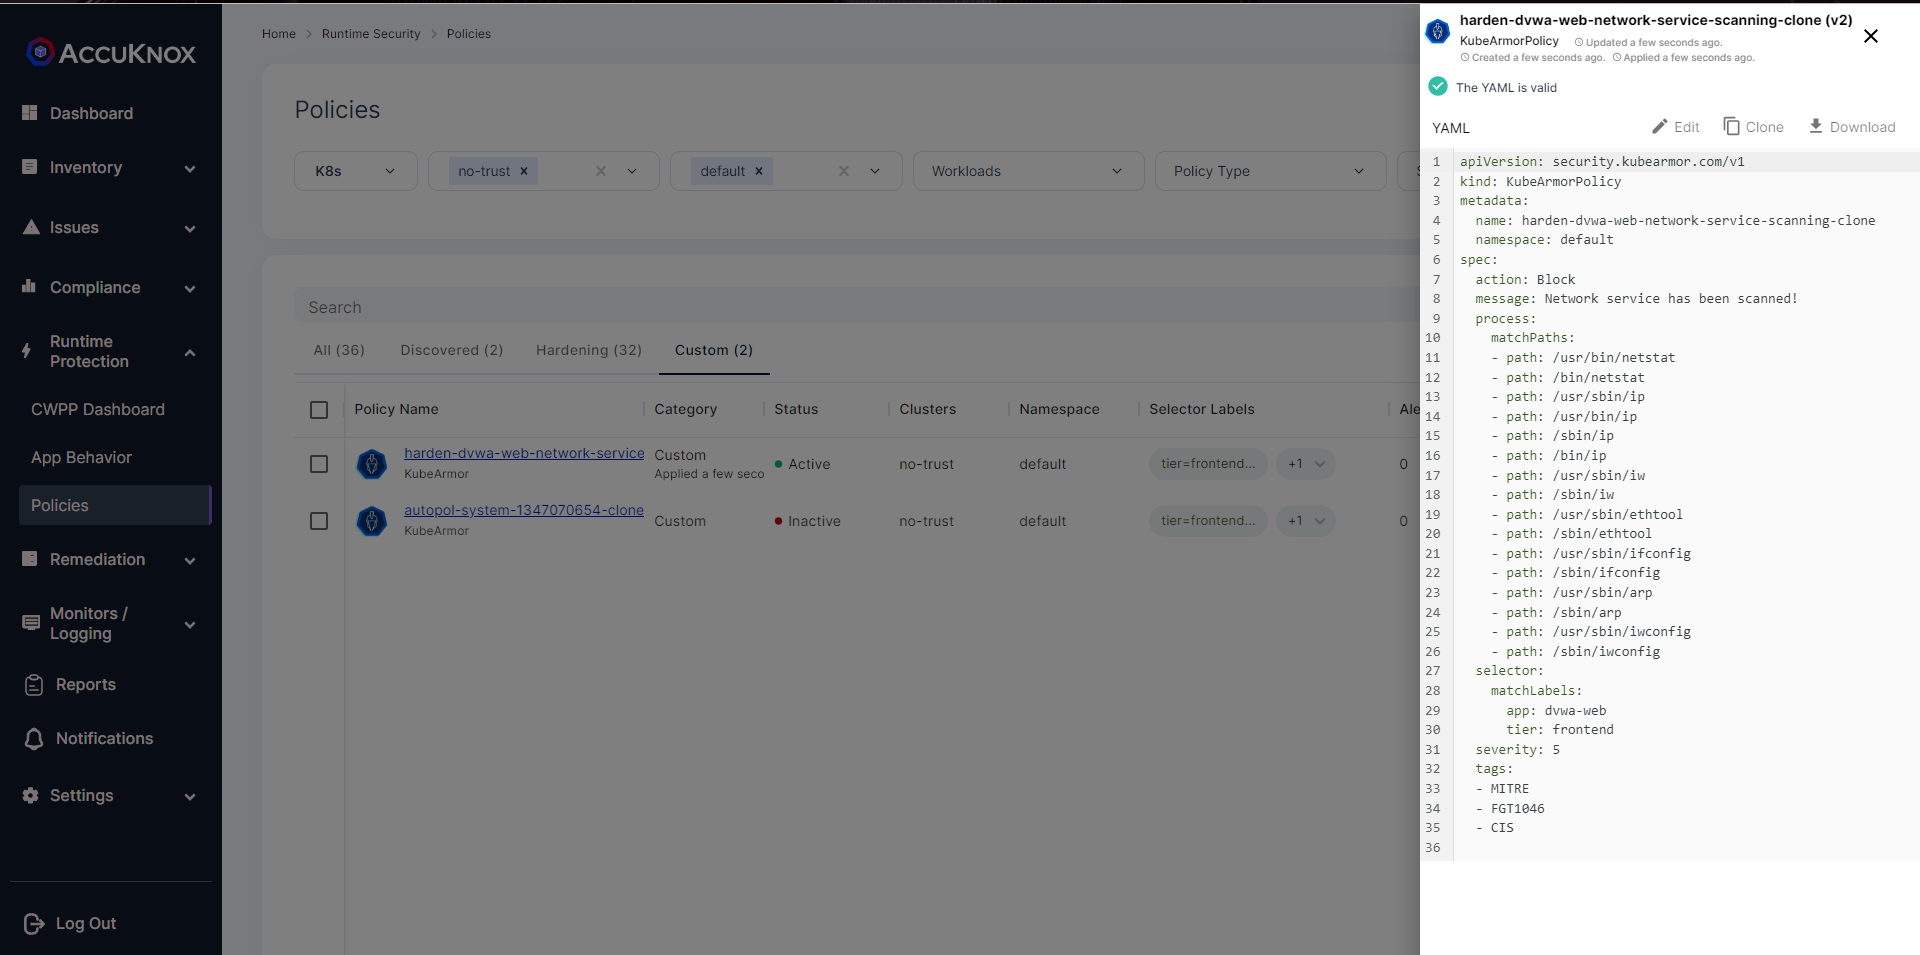 ACCUKNOX
Dashboard
Inventory
Issues
Compliance
Runtime
Protection
CWPP Dashboard
App Behavior
Policies
Remediation
Monitors /
Logging
Reports
Notifications
Settings
Log Out
Home > Runtime Security > Policies
Policies
K8s
no-trust
default
Workloads
Policy Type
Search
All (36)
Discovered (2)
Hardening (32)
Custom (2)
Policy Name Category Status Clusters Namespace Selector Labels Ale
harden-dvwa-web-network-service Custom Active no-trust default tier=frontend... +1 0
KubeArmor Applied a few seco
autopol-system-1347070654-clone Custom Inactive no-trust default tier=frontend... +1 0
KubeArmor
harden-dvwa-web-network-service-scanning-clone (v2)
KubeArmorPolicy Updated a few seconds ago.
Created a few seconds ago. Applied a few seconds ago.
The YAML is valid
YAML Edit Clone Download
1 apiVersion: security.kubearmor.com/v1
2 kind: KubeArmorPolicy
3 metadata:
4 name: harden-dvwa-web-network-service-scanning-clone
5 namespace: default
6 spec:
7 action: Block
8 message: Network service has been scanned!
9 process:
10 matchPaths:
11 - path: /usr/bin/netstat
12 - path: /bin/netstat
13 - path: /usr/sbin/ip
14 - path: /usr/bin/ip
15 - path: /sbin/ip
16 - path: /bin/ip
17 - path: /usr/sbin/iw
18 - path: /sbin/iw
19 - path: /usr/sbin/ethtool
20 - path: /sbin/ethtool
21 - path: /usr/sbin/ifconfig
22 - path: /sbin/ifconfig
23 - path: /usr/sbin/arp
24 - path: /sbin/arp
25 - path: /usr/sbin/iwconfig
26 - path: /sbin/iwconfig
27 selector:
28 matchLabels:
29 app: dvwa-web
30 tier: frontend
31 severity: 5
32 tags:
33 - MITRE
34 - FGT1046
35 - CIS
36